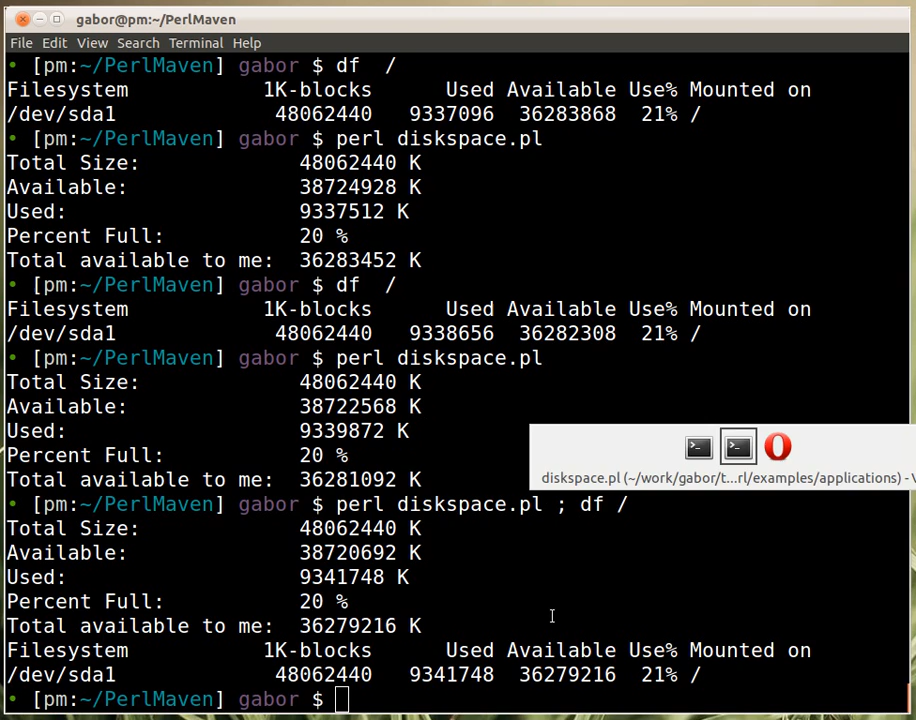 gabor@pm:~/PerlMaven
File Edit View Search Terminal Help
• [pm:~/PerlMaven] gabor $ df  /
Filesystem           1K-blocks      Used Available Use% Mounted on
/dev/sda1             48062440   9337096  36283868  21% /
• [pm:~/PerlMaven] gabor $ perl diskspace.pl
Total Size:             48062440 K
Available:              38724928 K
Used:                   9337512 K
Percent Full:           20 %
Total available to me:  36283452 K
• [pm:~/PerlMaven] gabor $ df  /
Filesystem           1K-blocks      Used Available Use% Mounted on
/dev/sda1             48062440   9338656  36282308  21% /
• [pm:~/PerlMaven] gabor $ perl diskspace.pl
Total Size:             48062440 K
Available:              38722568 K
Used:                   9339872 K
Percent Full:           20 %
Total available to me:  36281092 K
diskspace.pl (~/work/gabor/t...rl/examples/applications) - V
• [pm:~/PerlMaven] gabor $ perl diskspace.pl ; df /
Total Size:             48062440 K
Available:              38720692 K
Used:                   9341748 K
Percent Full:           20 %
Total available to me:  36279216 K
Filesystem           1K-blocks      Used Available Use% Mounted on
/dev/sda1             48062440   9341748  36279216  21% /
• [pm:~/PerlMaven] gabor $